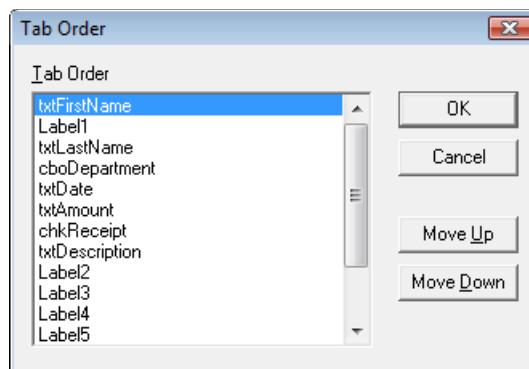 Tab Order
Tab Order
txtFirstName
Label1
txtLastName
cboDepartment
txtDate
txtAmount
chkReceipt
txtDescription
Label2
Label3
Label4
Label5
OK
Cancel
Move Up
Move Down